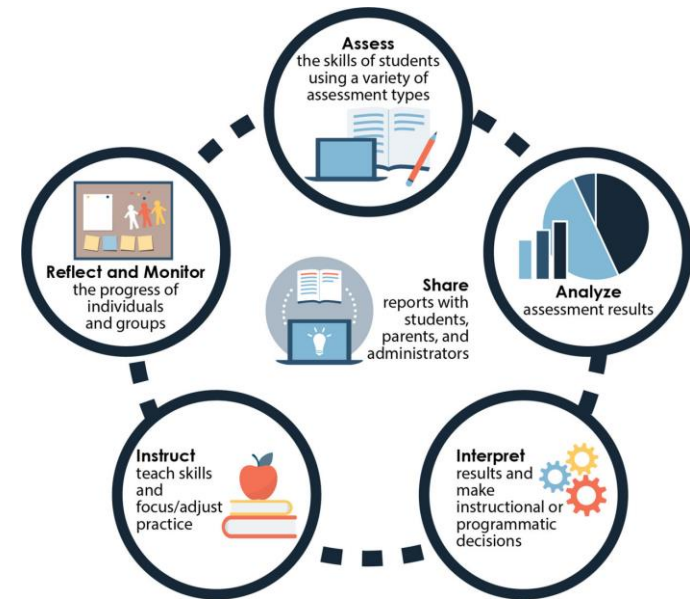 Assess
the skills of students
using a variety of
assessment types
Analyze
assessment results
Interpret
results and
make
instructional or
programmatic
decisions
Instruct
teach skills
and
focus/adjust
practice
Reflect and Monitor
the progress of
individuals
and groups
Share
reports with
students,
parents, and
administrators